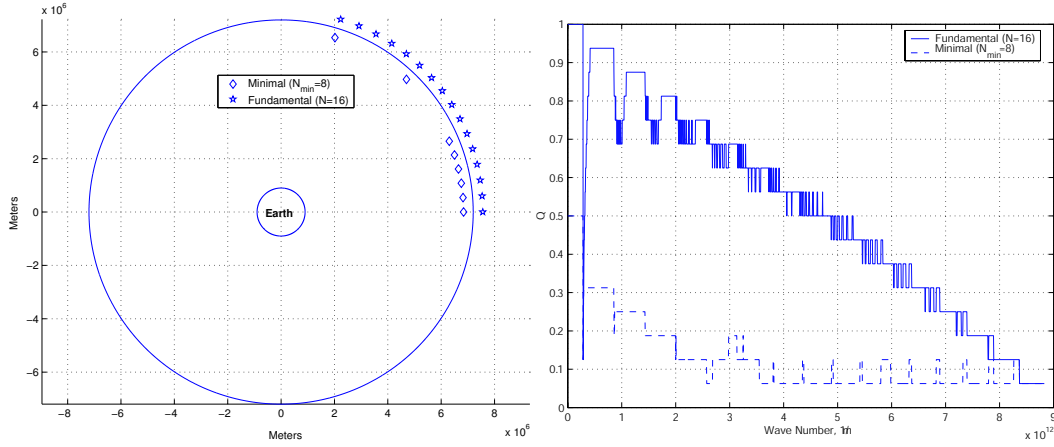 x 10^6
6
4
2
0
−2
−4
−6
Meters
Minimal (N_min=8)
Fundamental (N=16)
Earth
−8 −6 −4 −2 0 2 4 6 8
x 10^6
Meters
1
0.9
0.8
0.7
0.6
0.5
0.4
0.3
0.2
0.1
0
Q
Fundamental (N=16)
Minimal (N_min=8)
0 1 2 3 4 5 6 7 8 9
Wave Number,
x 10^12